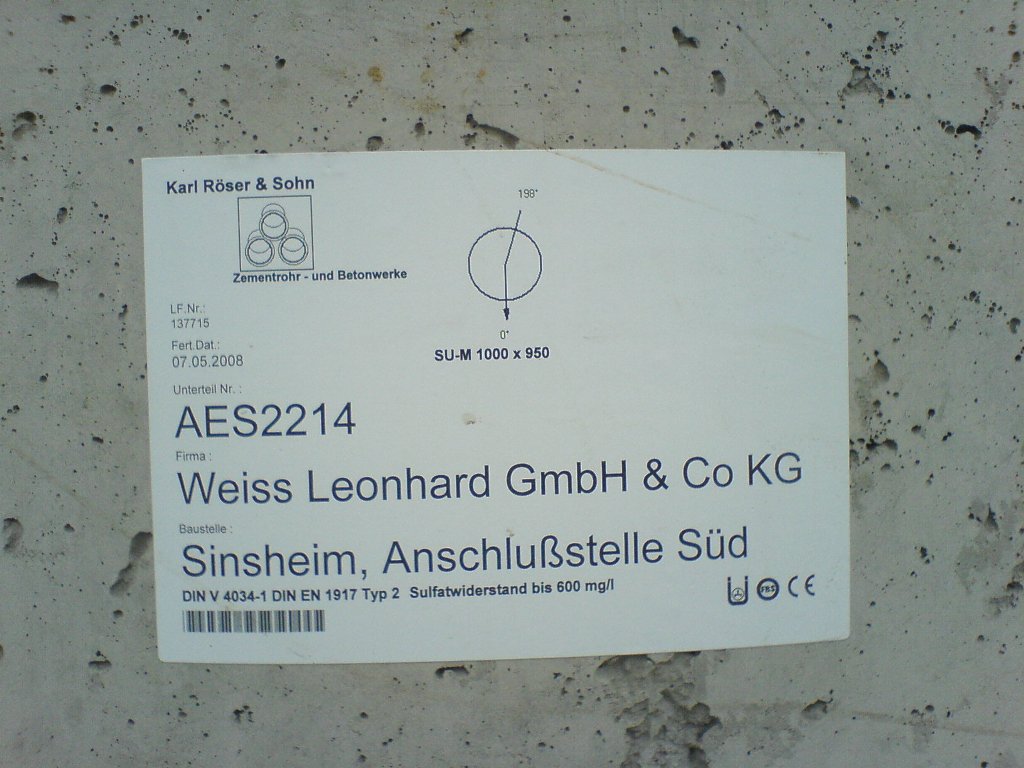 Karl Röser & Sohn
Zementrohr - und Betonwerke
198°
0°
SU-M 1000 x 950
LF.Nr.:
137715
Fert.Dat.:
07.05.2008
Unterteil Nr. :
AES2214
Firma :
Weiss Leonhard GmbH & Co KG
Baustelle :
Sinsheim, Anschlußstelle Süd
DIN V 4034-1 DIN EN 1917 Typ 2 Sulfatwiderstand bis 600 mg/l
FBS CE